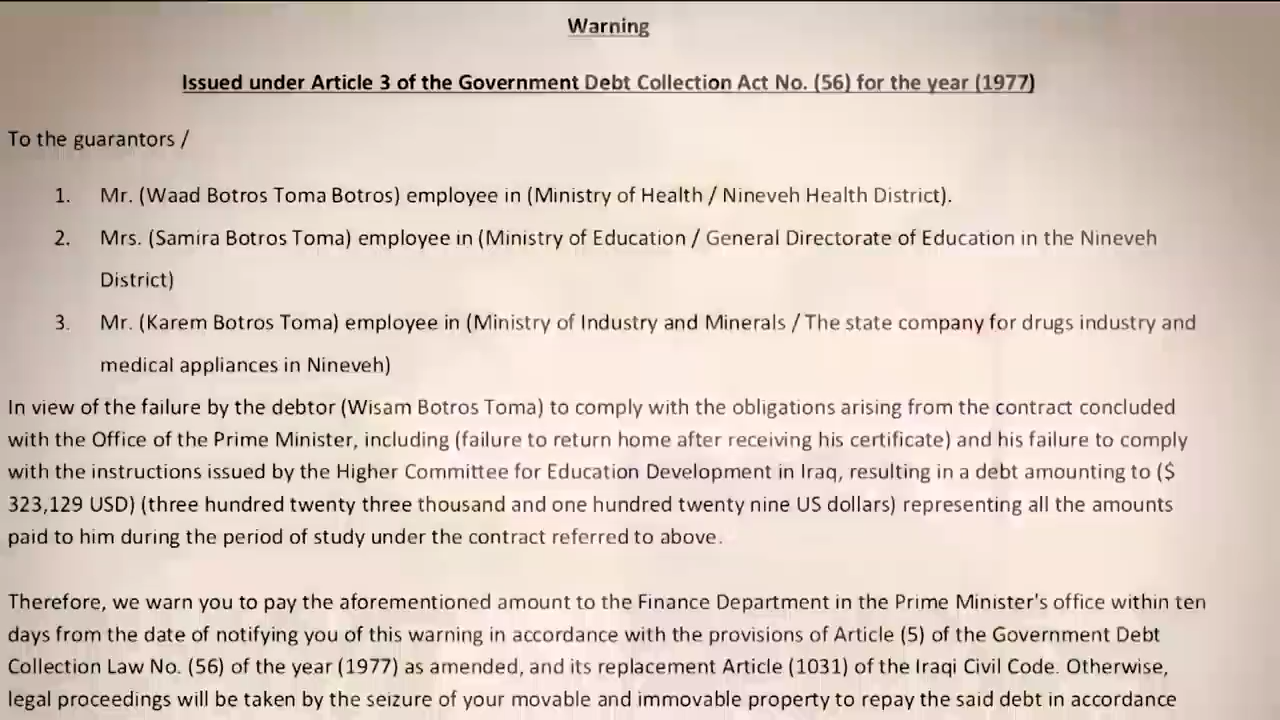 Warning
Issued under Article 3 of the Government Debt Collection Act No. (56) for the year (1977)
To the guarantors /
1. Mr. (Waad Botros Toma Botros) employee in (Ministry of Health / Nineveh Health District).
2. Mrs. (Samira Botros Toma) employee in (Ministry of Education / General Directorate of Education in the Nineveh
District)
3. Mr. (Karem Botros Toma) employee in (Ministry of Industry and Minerals / The state company for drugs industry and
medical appliances in Nineveh)
In view of the failure by the debtor (Wisam Botros Toma) to comply with the obligations arising from the contract concluded
with the Office of the Prime Minister, including (failure to return home after receiving his certificate) and his failure to comply
with the instructions issued by the Higher Committee for Education Development in Iraq, resulting in a debt amounting to ($
323,129 USD) (three hundred twenty three thousand and one hundred twenty nine US dollars) representing all the amounts
paid to him during the period of study under the contract referred to above.
Therefore, we warn you to pay the aforementioned amount to the Finance Department in the Prime Minister's office within ten
days from the date of notifying you of this warning in accordance with the provisions of Article (5) of the Government Debt
Collection Law No. (56) of the year (1977) as amended, and its replacement Article (1031) of the Iraqi Civil Code. Otherwise,
legal proceedings will be taken by the seizure of your movable and immovable property to repay the said debt in accordance